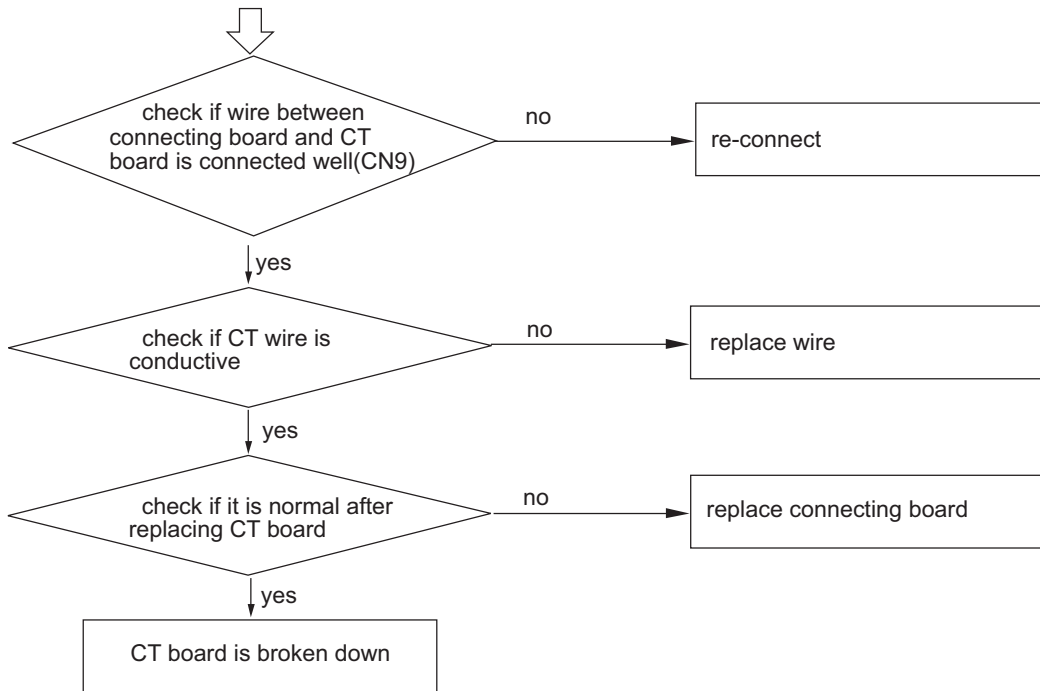 check if wire between
connecting board and CT
board is connected well(CN9)
no
re-connect
yes
check if CT wire is
conductive
no
replace wire
yes
check if it is normal after
replacing CT board
no
replace connecting board
yes
CT board is broken down